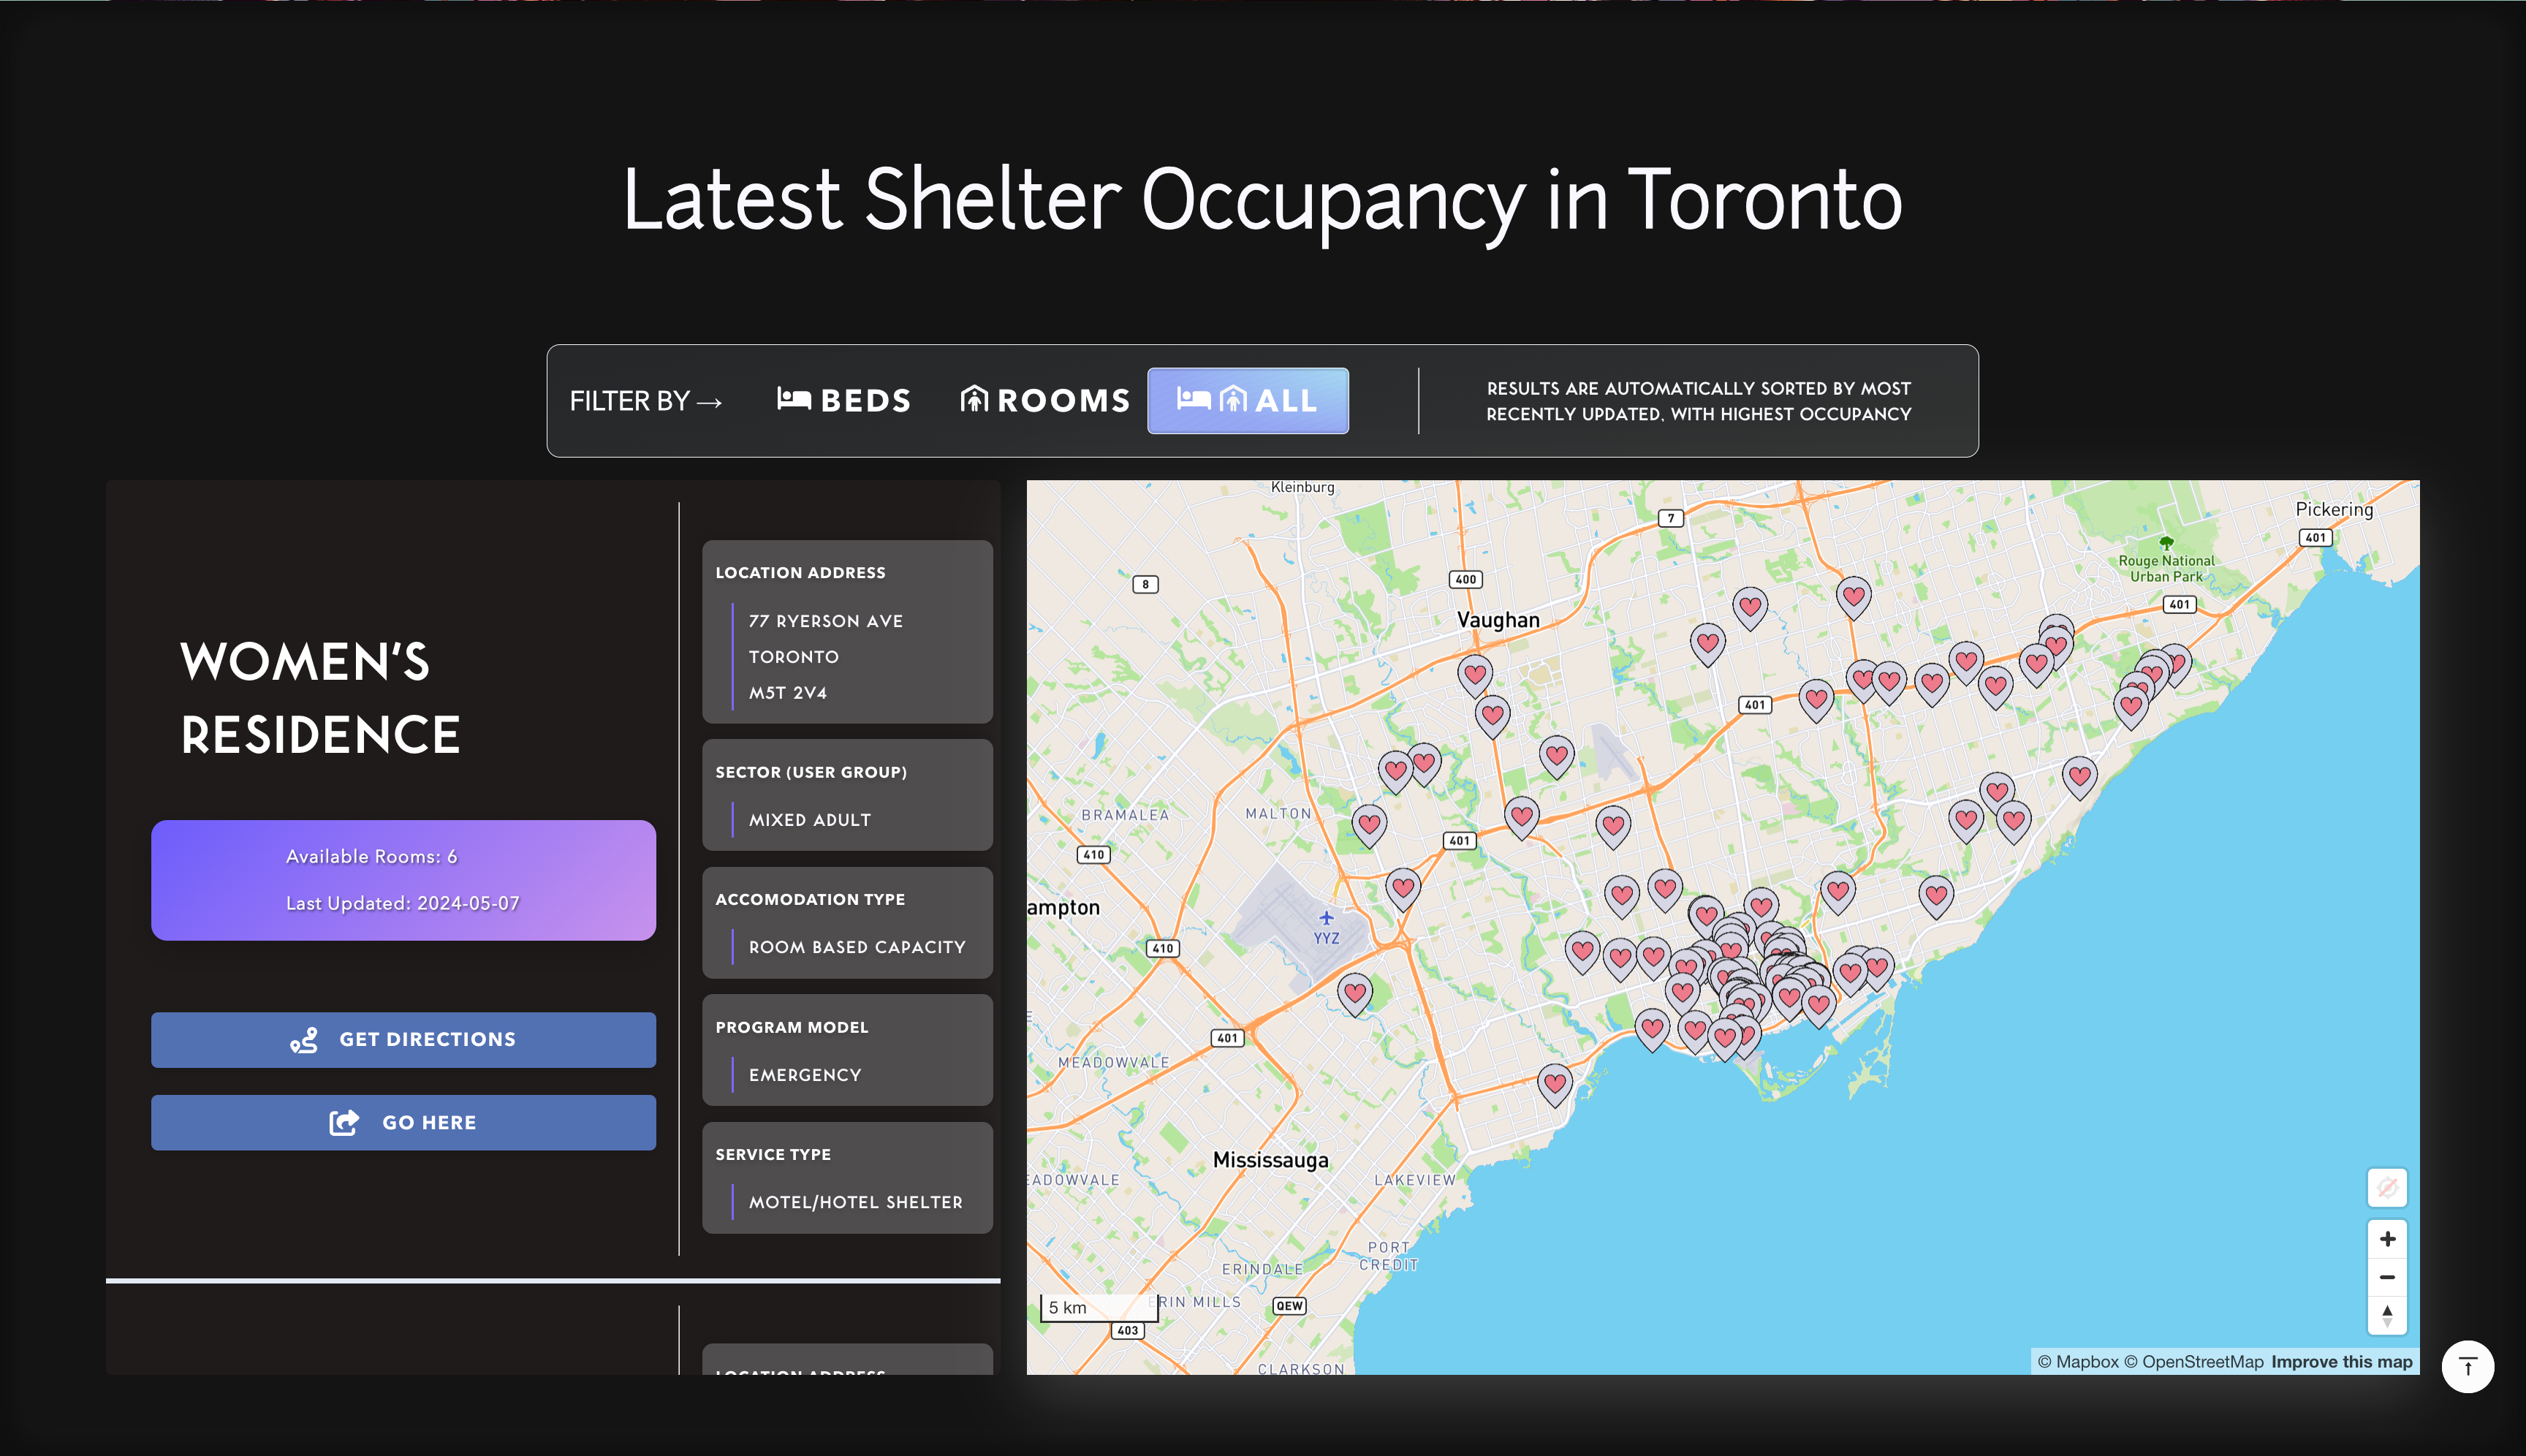 Latest Shelter Occupancy in Toronto
FILTER BY →
BEDS
ROOMS
ALL
RESULTS ARE AUTOMATICALLY SORTED BY MOST
RECENTLY UPDATED, WITH HIGHEST OCCUPANCY
WOMEN'S
RESIDENCE
Available Rooms: 6
Last Updated: 2024-05-07
GET DIRECTIONS
GO HERE
LOCATION ADDRESS
77 RYERSON AVE
TORONTO
M5T 2V4
SECTOR (USER GROUP)
MIXED ADULT
ACCOMODATION TYPE
ROOM BASED CAPACITY
PROGRAM MODEL
EMERGENCY
SERVICE TYPE
MOTEL/HOTEL SHELTER
LOCATION ADDRESS
Kleinburg
Pickering
7
401
Rouge National
Urban Park
8
400
401
Vaughan
401
BRAMALEA
MALTON
401
410
ampton
YYZ
410
401
MEADOWVALE
Mississauga
EADOWVALE
LAKEVIEW
PORT
CREDIT
ERINDALE
5 km
ERIN MILLS
QEW
403
CLARKSON
© Mapbox © OpenStreetMap Improve this map